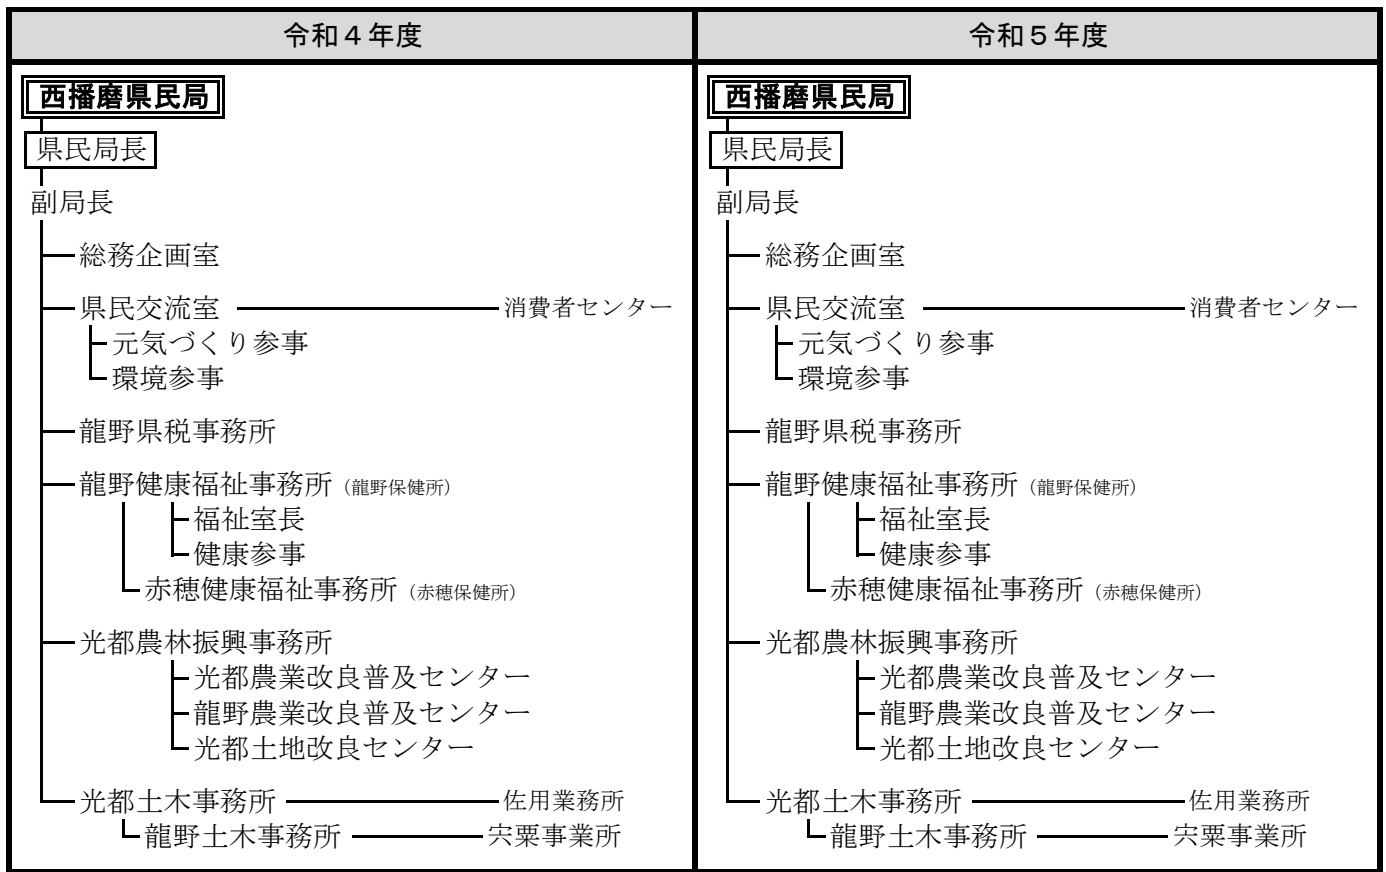 令和４年度
西播磨県民局
県民局長
副局長
総務企画室
県民交流室 消費者センター
元気づくり参事
環境参事
龍野県税事務所
龍野健康福祉事務所（龍野保健所）
福祉室長
健康参事
赤穂健康福祉事務所（赤穂保健所）
光都農林振興事務所
光都農業改良普及センター
龍野農業改良普及センター
光都土地改良センター
光都土木事務所 佐用業務所
龍野土木事務所 宍粟事業所
令和５年度
西播磨県民局
県民局長
副局長
総務企画室
県民交流室 消費者センター
元気づくり参事
環境参事
龍野県税事務所
龍野健康福祉事務所（龍野保健所）
福祉室長
健康参事
赤穂健康福祉事務所（赤穂保健所）
光都農林振興事務所
光都農業改良普及センター
龍野農業改良普及センター
光都土地改良センター
光都土木事務所 佐用業務所
龍野土木事務所 宍粟事業所